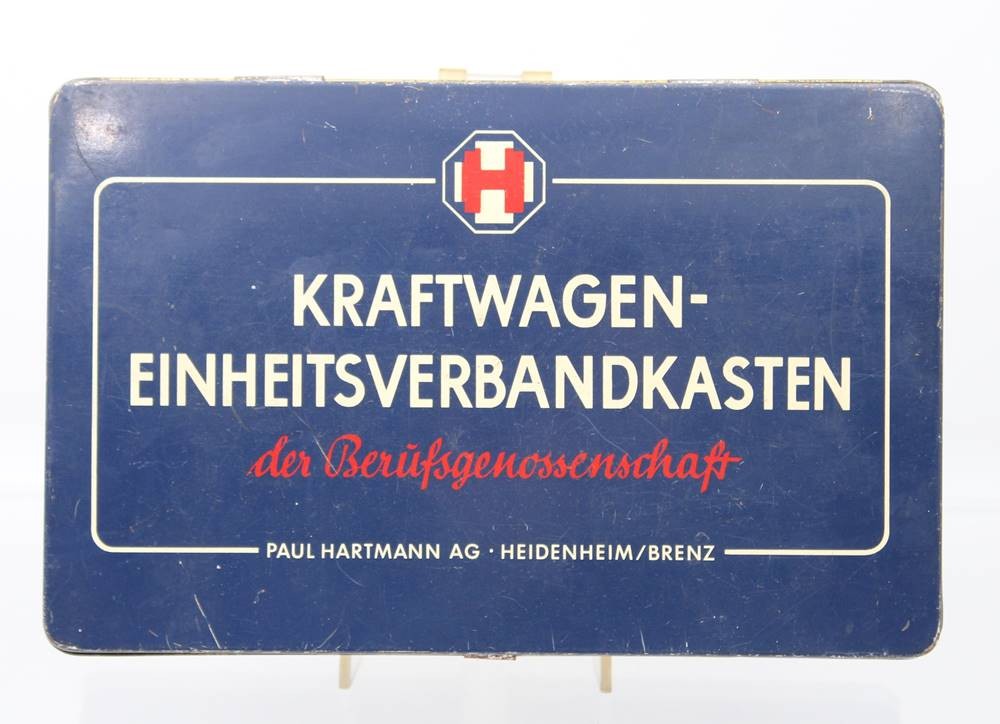 H
KRAFTWAGEN-
EINHEITSVERBANDKASTEN
der Berufsgenossenschaft
PAUL HARTMANN AG · HEIDENHEIM/BRENZ